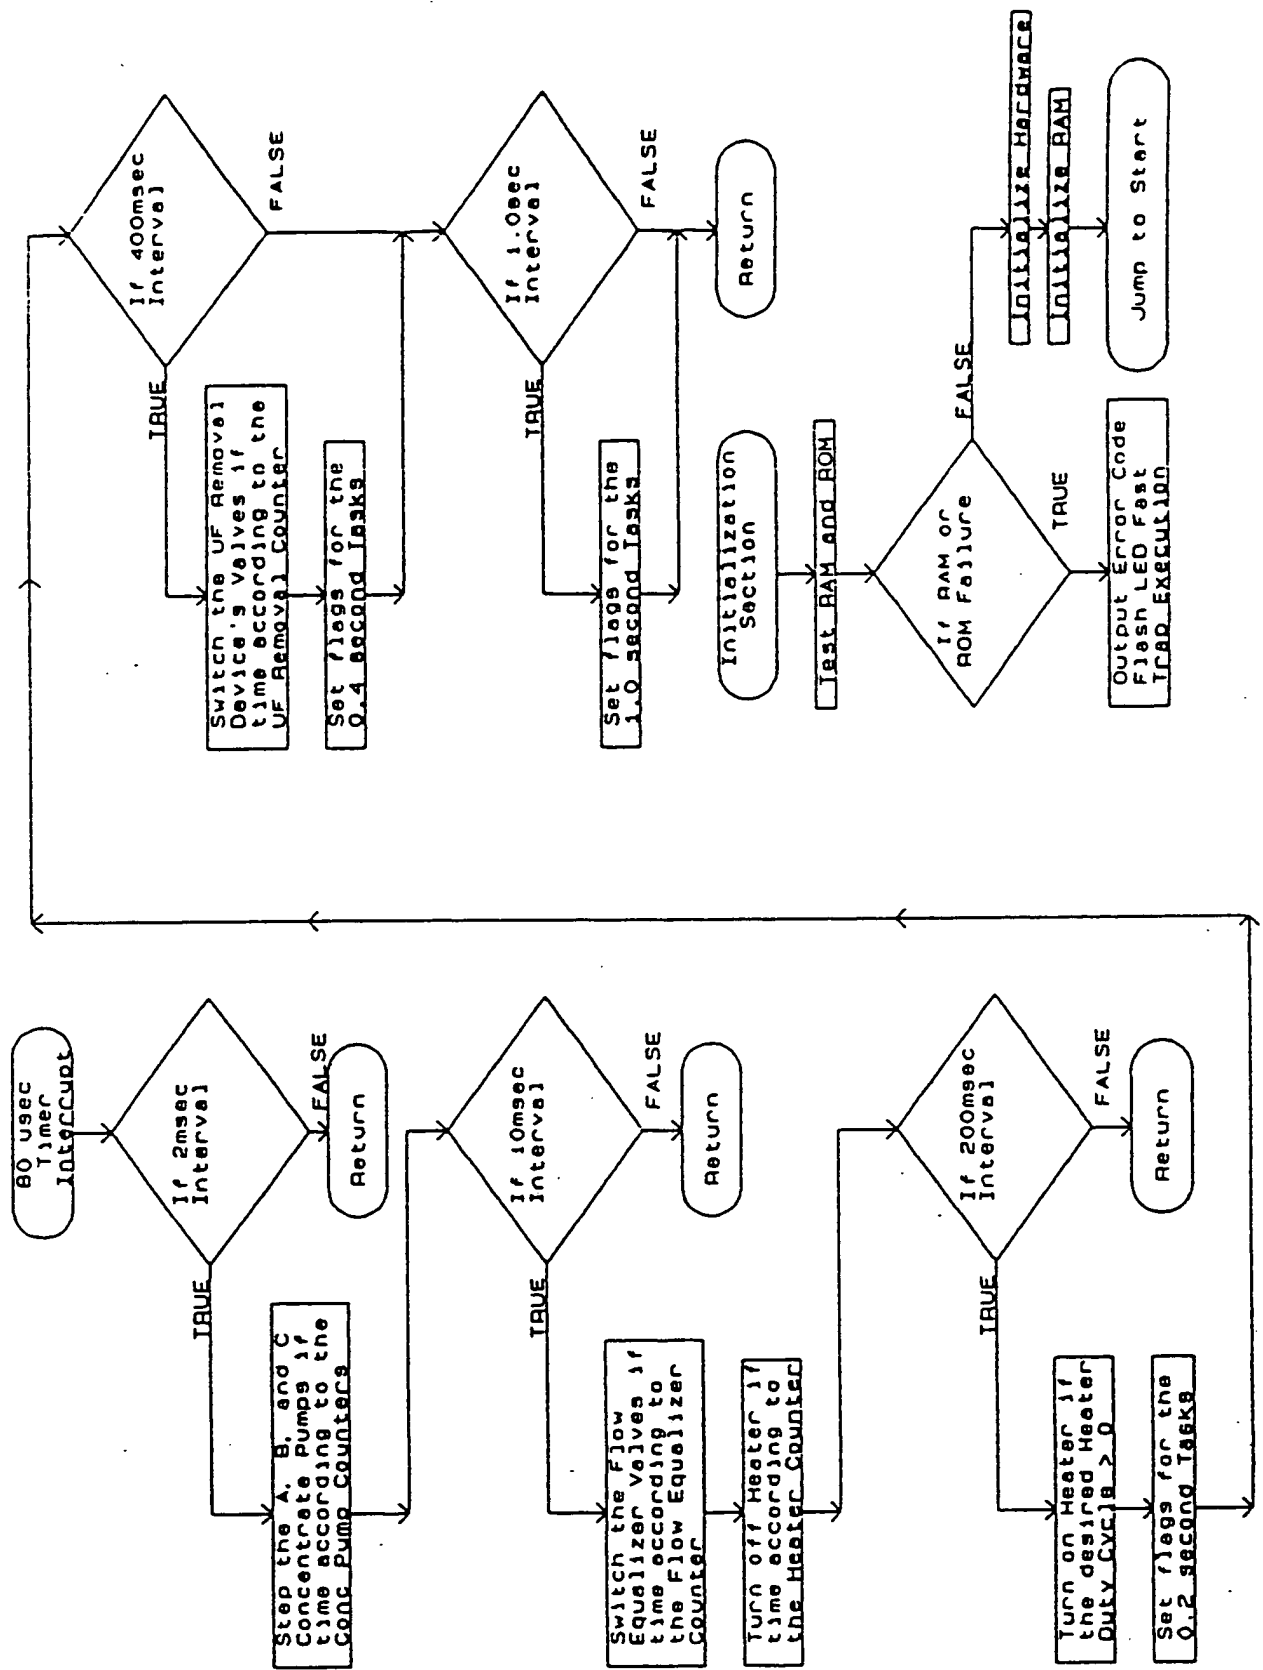 80 usec
Timer
Interrupt
If 2msec
Interval
TRUE
FALSE
Return
Step the A, B, and C
Concentrate Pumps if
time according to the
Conc Pump Counters
If 10msec
Interval
TRUE
FALSE
Return
Switch the Flow
Equalizer Valves if
time according to
the Flow Equalizer
Counter
Turn off Heater if
time according to
the Heater Counter
If 200msec
Interval
TRUE
FALSE
Return
Turn on Heater if
the desired Heater
Duty Cycle > 0
Set flags for the
0.2 second Tasks
If 400msec
Interval
TRUE
FALSE
Switch the UF Removal
Device's Valves if
time according to the
UF Removal Counter
Set flags for the
0.4 second Tasks
If 1.0sec
Interval
TRUE
FALSE
Set flags for the
1.0 second Tasks
Return
Initialization
Section
Test RAM and ROM
If RAM or
ROM Failure
FALSE
TRUE
Initialize Hardware
Initialize RAM
Jump to Start
Output Error Code
Flash LED Fast
Trap Execution